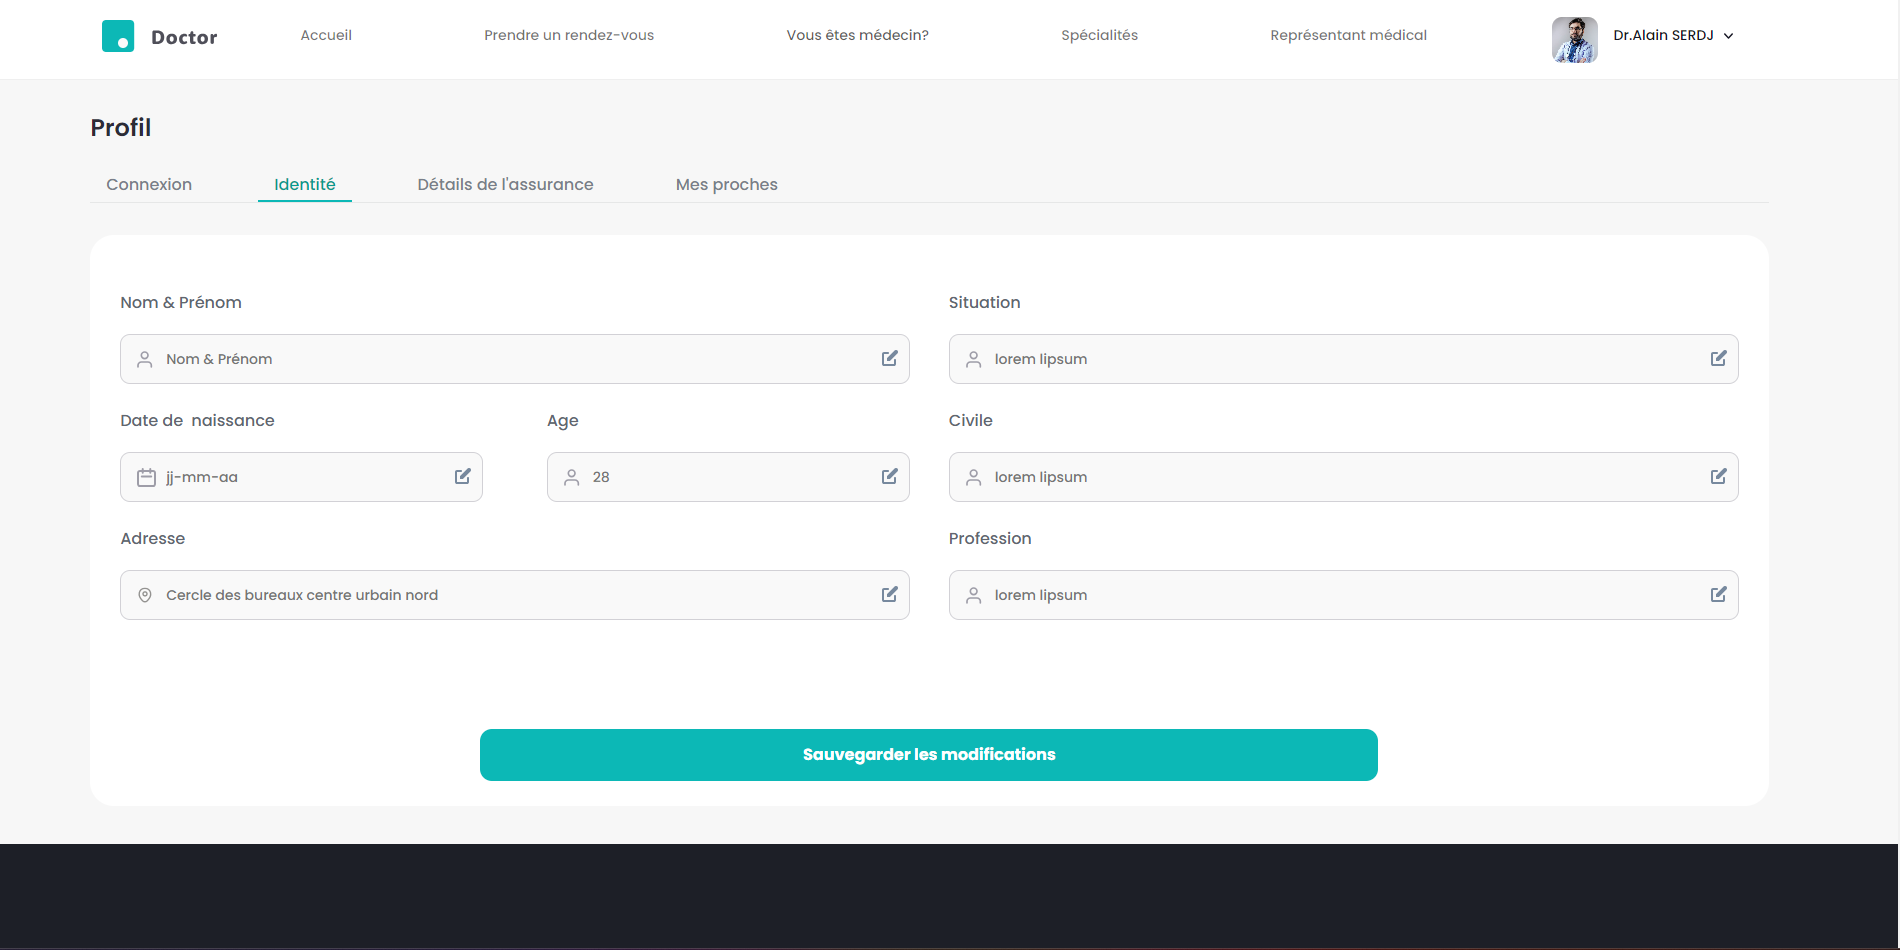 Doctor
Accueil
Prendre un rendez-vous
Vous êtes médecin?
Spécialités
Représentant médical
Dr.Alain SERDJ
Profil
Connexion
Identité
Détails de l'assurance
Mes proches
Nom & Prénom
Situation
Nom & Prénom
lorem lipsum
Date de  naissance
Age
Civile
jj-mm-aa
28
lorem lipsum
Adresse
Profession
Cercle des bureaux centre urbain nord
lorem lipsum
Sauvegarder les modifications